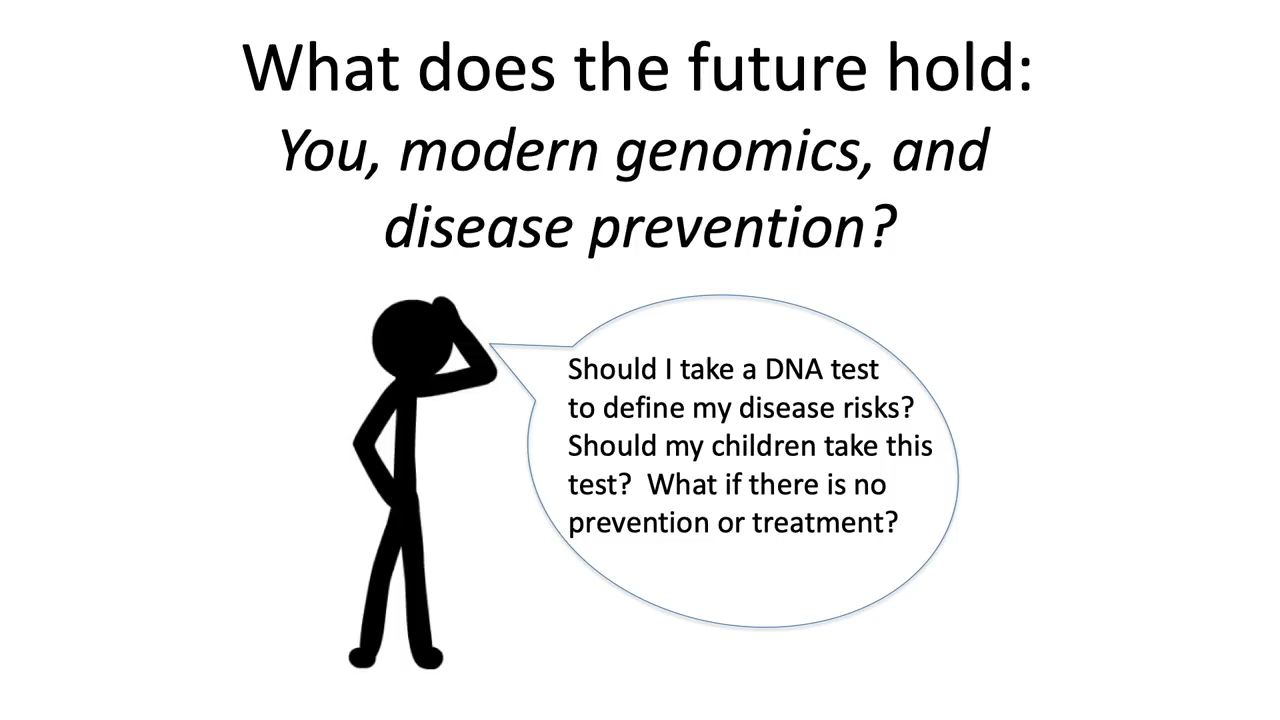 What does the future hold:
You, modern genomics, and
disease prevention?
Should I take a DNA test
to define my disease risks?
Should my children take this
test?  What if there is no
prevention or treatment?